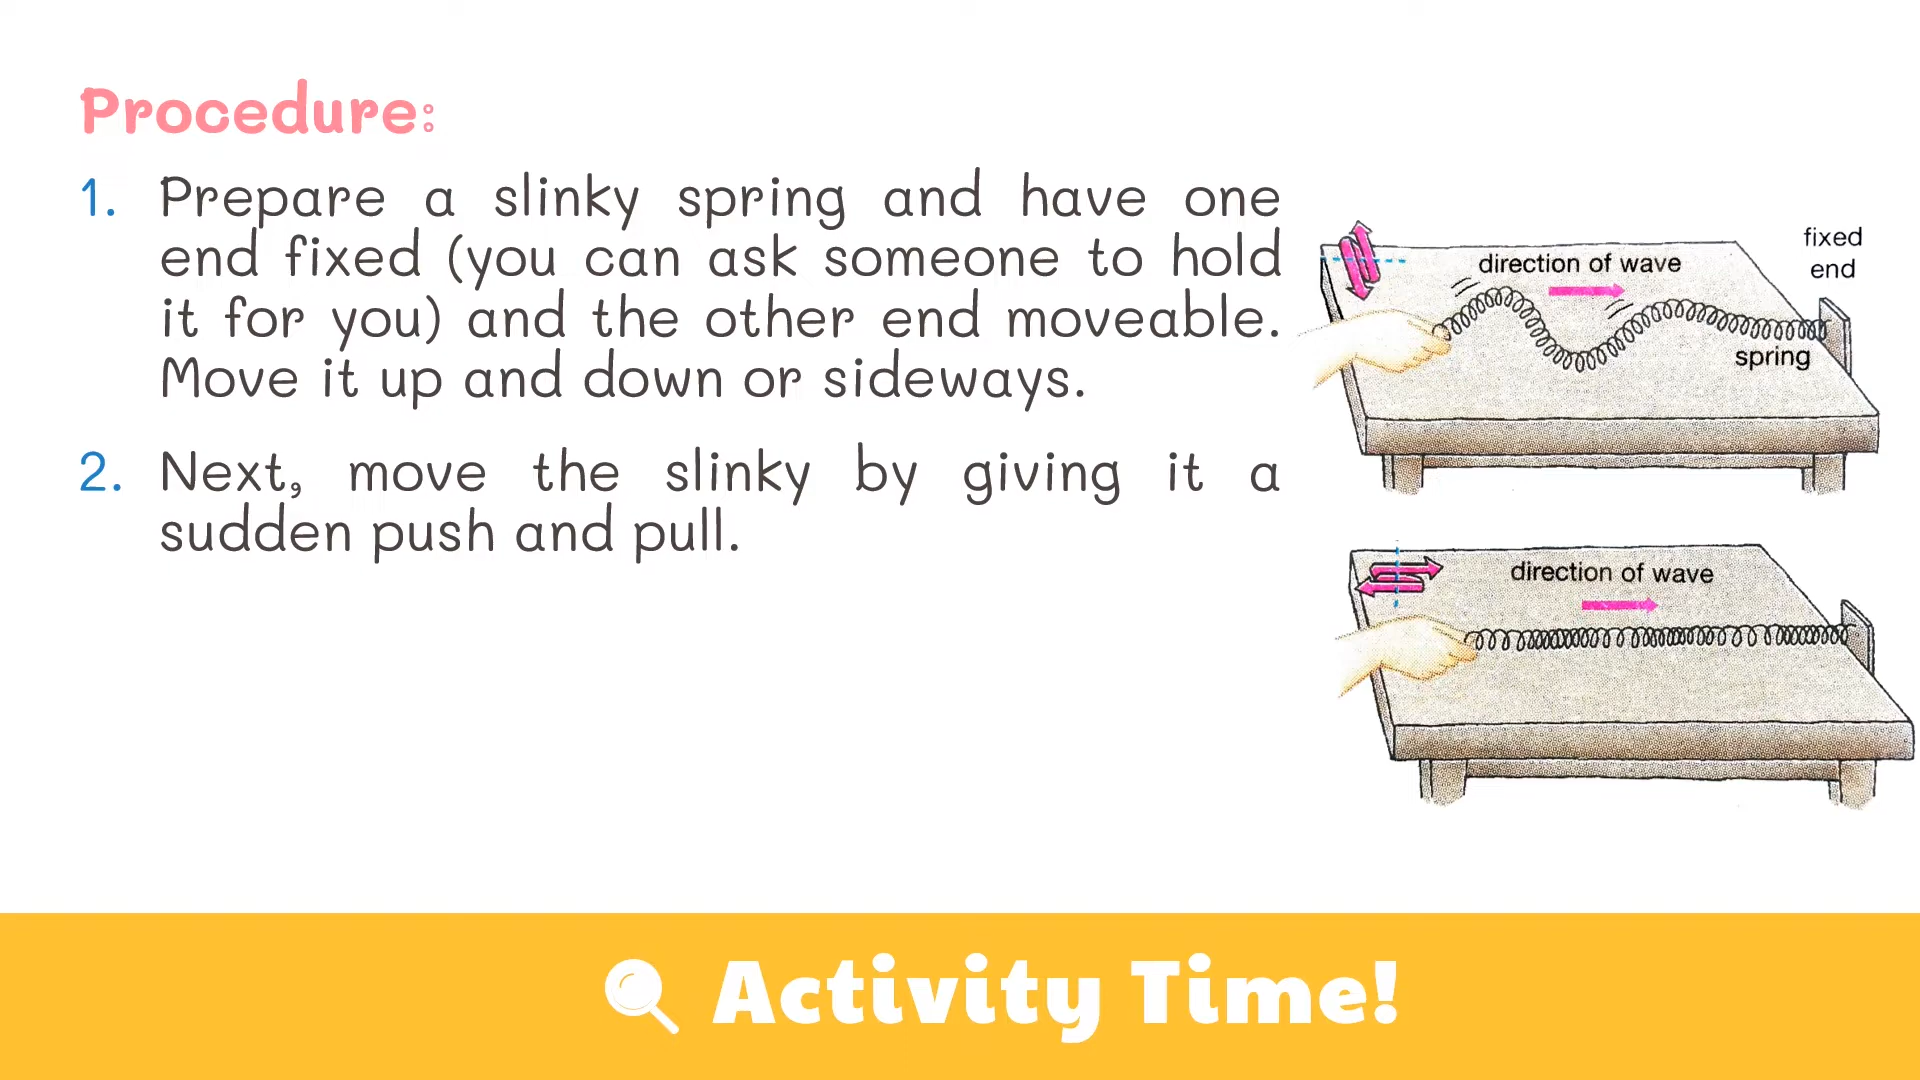 Procedure:
1. Prepare a slinky spring and have one
end fixed (you can ask someone to hold
it for you) and the other end moveable.
Move it up and down or sideways.
2. Next, move the slinky by giving it a
sudden push and pull.
fixed
end
direction of wave
spring
direction of wave
Activity Time!